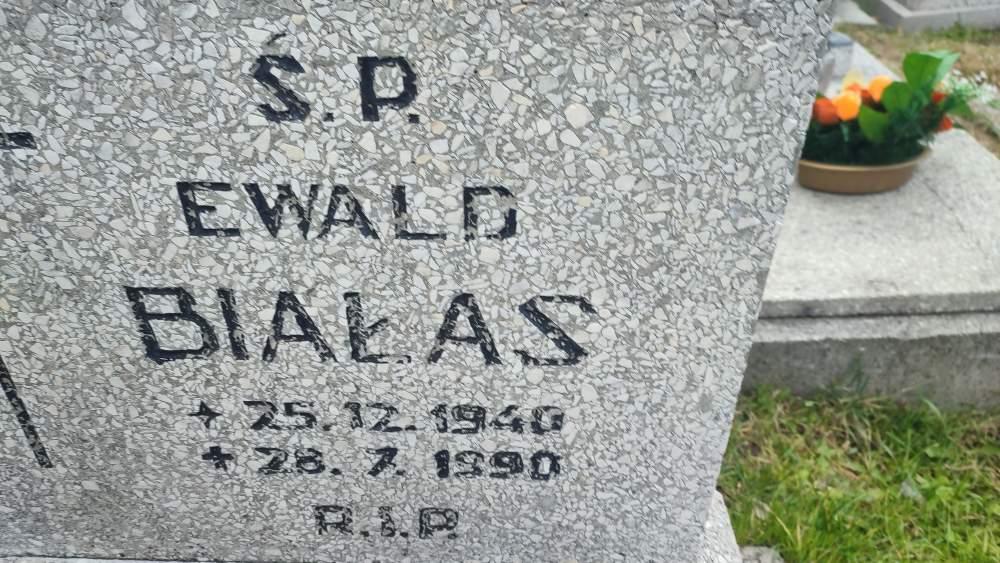 Ś.P.
EWALD
BIAŁAS
25.12.1940
28.7.1990
R.I.P.